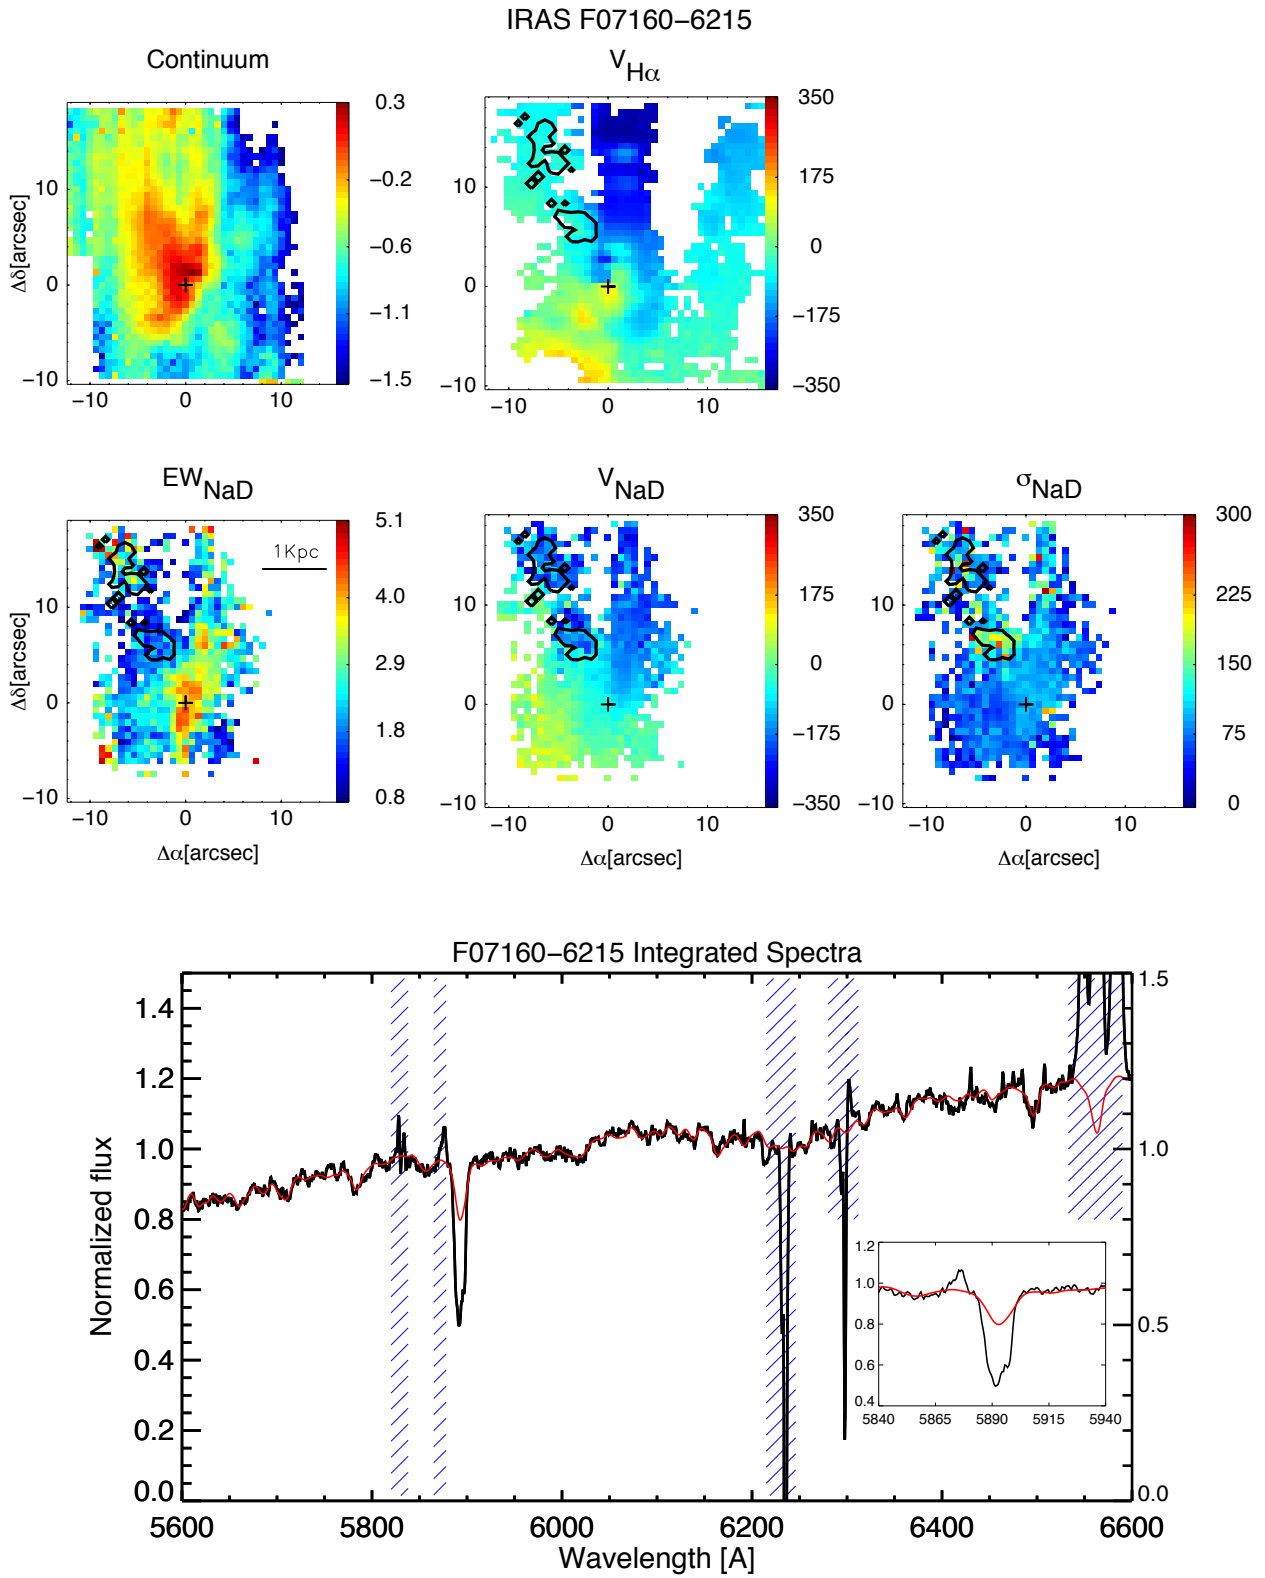 IRAS F07160−6215
Continuum
0.3
−0.2
−0.6
−1.1
−1.5
10
0
−10
−10 0 10
Δδ[arcsec]
VHα
350
175
0
−175
−350
10
0
−10
−10 0 10
EWNaD
1Kpc
5.1
4.0
2.9
1.8
0.8
10
0
−10
−10 0 10
Δδ[arcsec]
Δα[arcsec]
VNaD
350
175
0
−175
−350
10
0
−10
−10 0 10
Δα[arcsec]
σNaD
300
225
150
75
0
10
0
−10
−10 0 10
Δα[arcsec]
F07160−6215 Integrated Spectra
1.4
1.2
1.0
0.8
0.6
0.4
0.2
0.0
Normalized flux
1.5
1.0
0.5
0.0
1.2
1.0
0.8
0.6
0.4
5840 5865 5890 5915 5940
5600 5800 6000 6200 6400 6600
Wavelength [A]